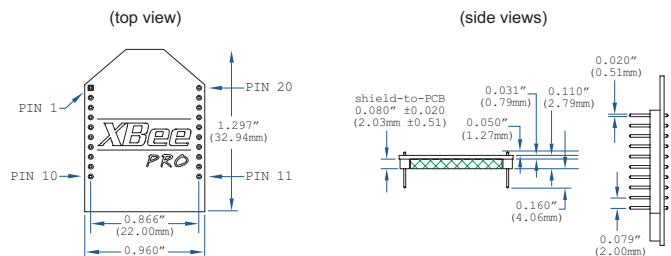 (top view)
(side views)
PIN 20
PIN 1
XBee
PRO
PIN 10
PIN 11
1.297”
(32.94mm)
0.866”
(22.00mm)
0.960”
shield-to-PCB
0.080” ±0.020
(2.03mm ±0.51)
0.031”
(0.79mm)
0.110”
(2.79mm)
0.050”
(1.27mm)
0.160”
(4.06mm)
0.020”
(0.51mm)
0.079”
(2.00mm)